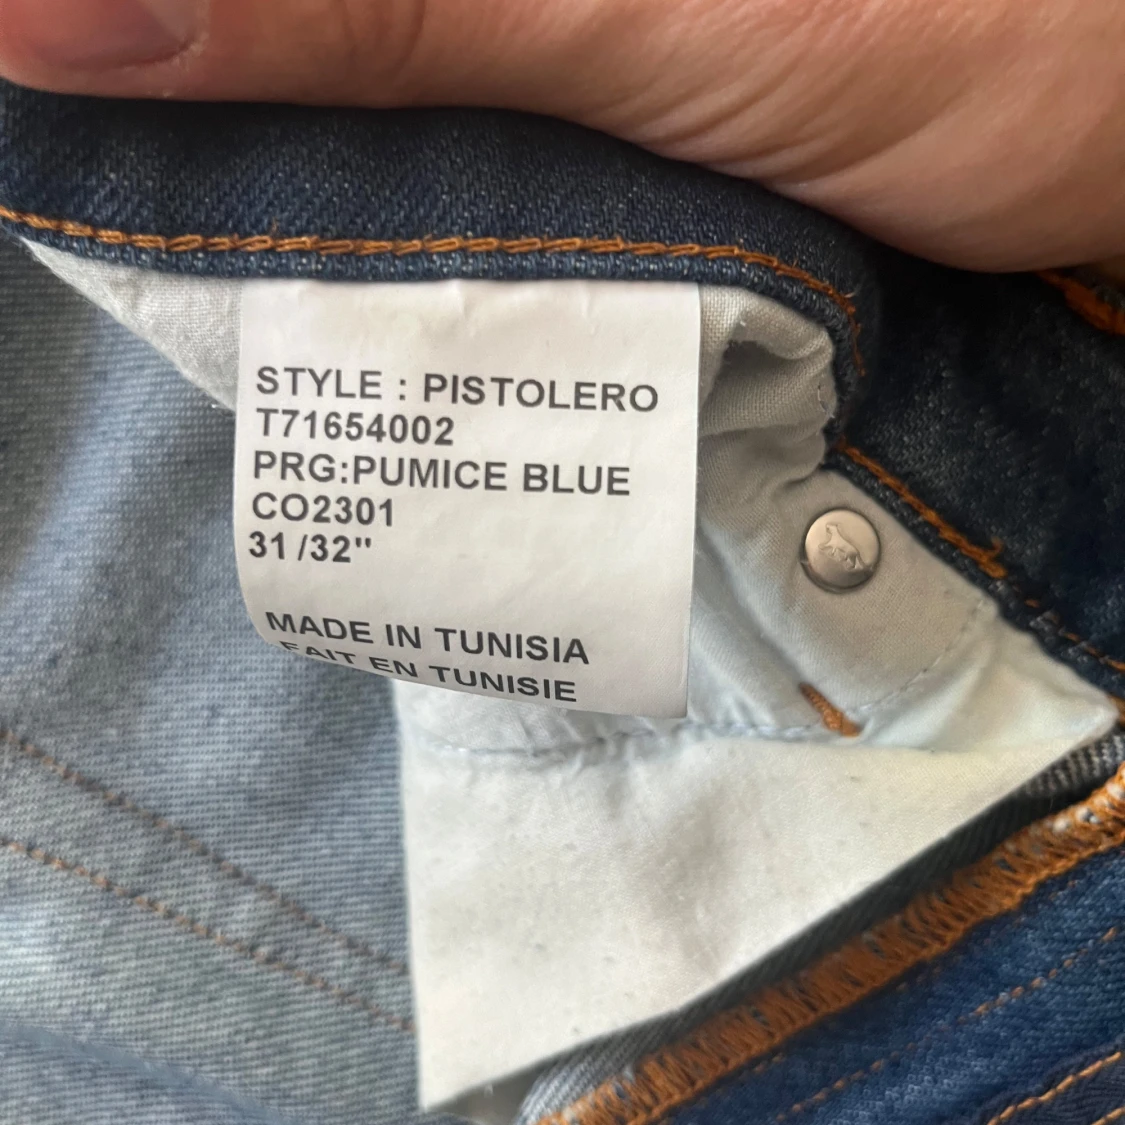 STYLE : PISTOLERO
T71654002
PRG:PUMICE BLUE
CO2301
31 /32"
MADE IN TUNISIA
FAIT EN TUNISIE